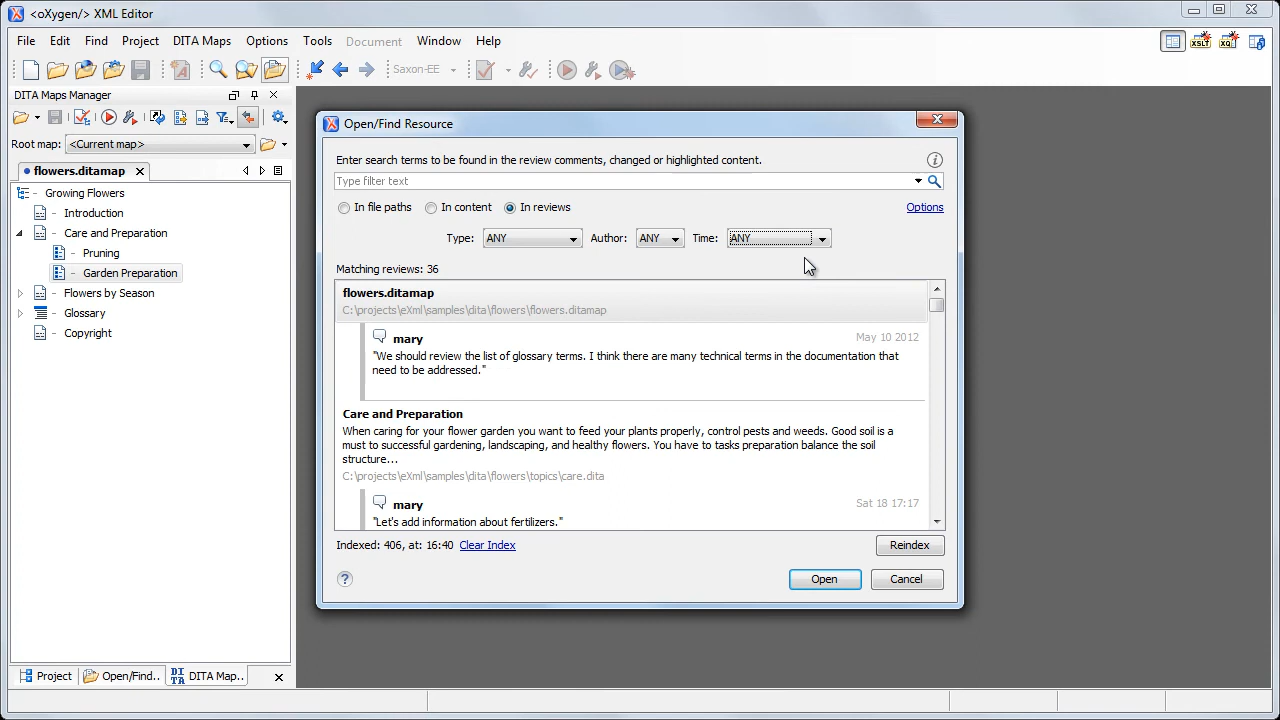 <oXygen/> XML Editor
File Edit Find Project DITA Maps Options Tools Document Window Help
Saxon-EE
DITA Maps Manager
Root map: <Current map>
flowers.ditamap
Growing Flowers
Introduction
Care and Preparation
Pruning
Garden Preparation
Flowers by Season
Glossary
Copyright
Project Open/Find.. DITA Map..
Open/Find Resource
Enter search terms to be found in the review comments, changed or highlighted content.
Type filter text
In file paths In content In reviews Options
Type: ANY Author: ANY Time: ANY
Matching reviews: 36
flowers.ditamap
C:\projects\eXml\samples\dita\flowers\flowers.ditamap
mary May 10 2012
"We should review the list of glossary terms. I think there are many technical terms in the documentation that
need to be addressed."
Care and Preparation
When caring for your flower garden you want to feed your plants properly, control pests and weeds. Good soil is a
must to successful gardening, landscaping, and healthy flowers. You have to tasks preparation balance the soil
structure...
C:\projects\eXml\samples\dita\flowers\topics\care.dita
mary Sat 18 17:17
"Let's add information about fertilizers."
Indexed: 406, at: 16:40 Clear Index Reindex
Open Cancel